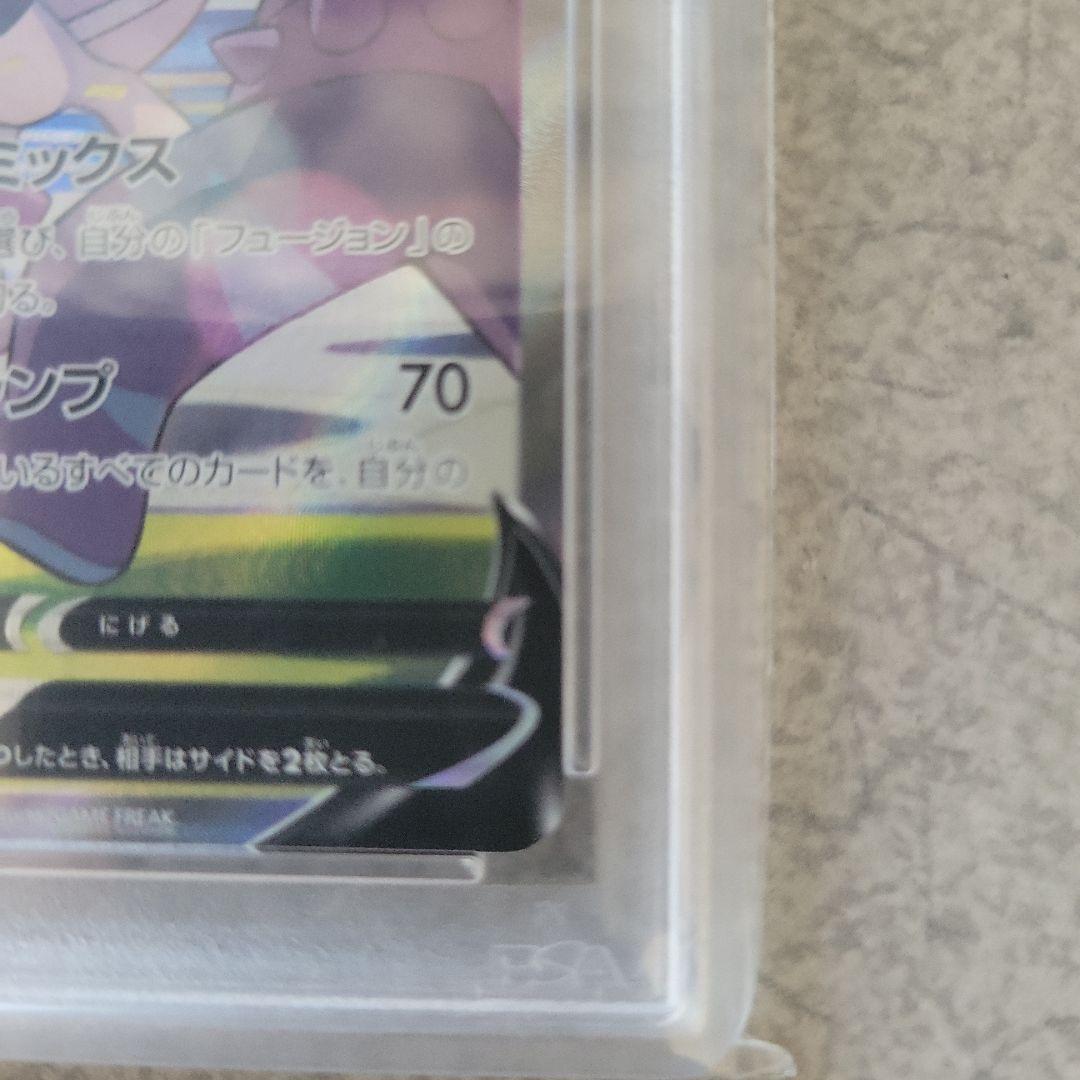 ミックス
選び、自分の「フュージョン」の
る。
ンプ 70
いるすべてのカードを、自分の
にげる
つしたとき、相手はサイドを2枚とる。
GAME FREAK
PSA